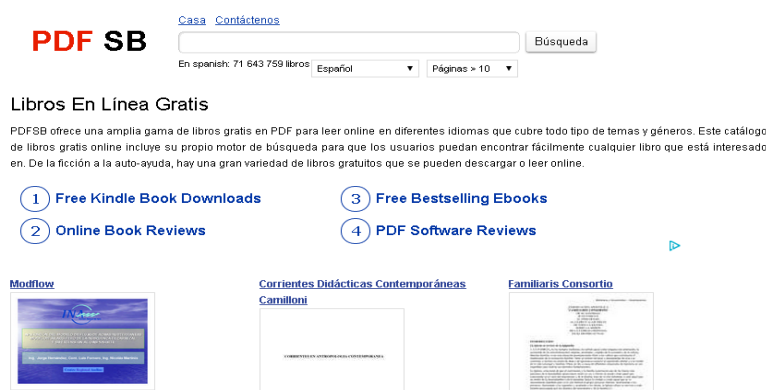 Casa Contáctenos
PDF SB
Búsqueda
En spanish: 71 643 759 libros Español ▼ Páginas > 10 ▼
Libros En Línea Gratis
PDFSB ofrece una amplia gama de libros gratis en PDF para leer online en diferentes idiomas que cubre todo tipo de temas y géneros. Este catálogo
de libros gratis online incluye su propio motor de búsqueda para que los usuarios puedan encontrar fácilmente cualquier libro que está interesado
en. De la ficción a la auto-ayuda, hay una gran variedad de libros gratuitos que se pueden descargar o leer online.
1 Free Kindle Book Downloads
3 Free Bestselling Ebooks
2 Online Book Reviews
4 PDF Software Reviews
Modflow
Corrientes Didácticas Contemporáneas
Camilloni
Familiaris Consortio
CORRIENTES EN ANTROPOLOGIA CONTEMPORANEA